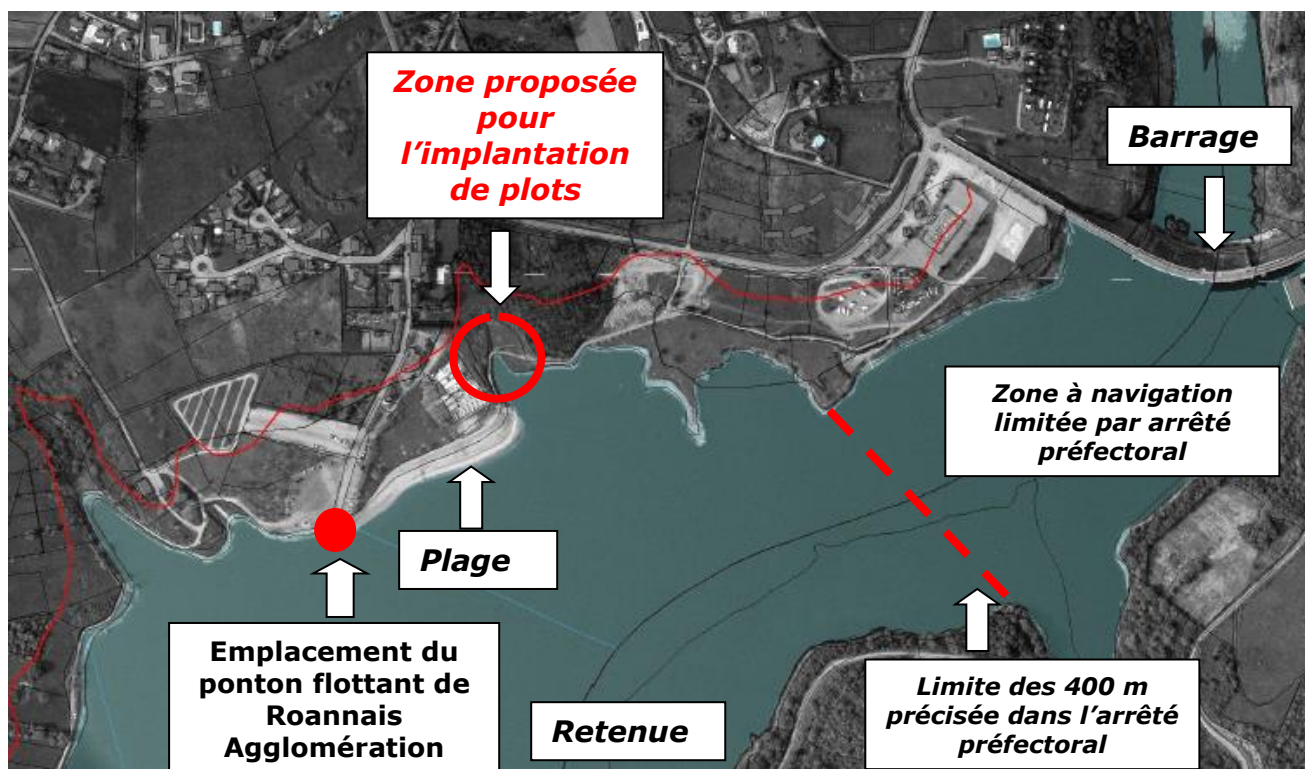 Zone proposée
pour
l'implantation
de plots
Barrage
Zone à navigation
limitée par arrêté
préfectoral
Plage
Emplacement du
ponton flottant de
Roannais
Agglomération
Retenue
Limite des 400 m
précisée dans l'arrêté
préfectoral